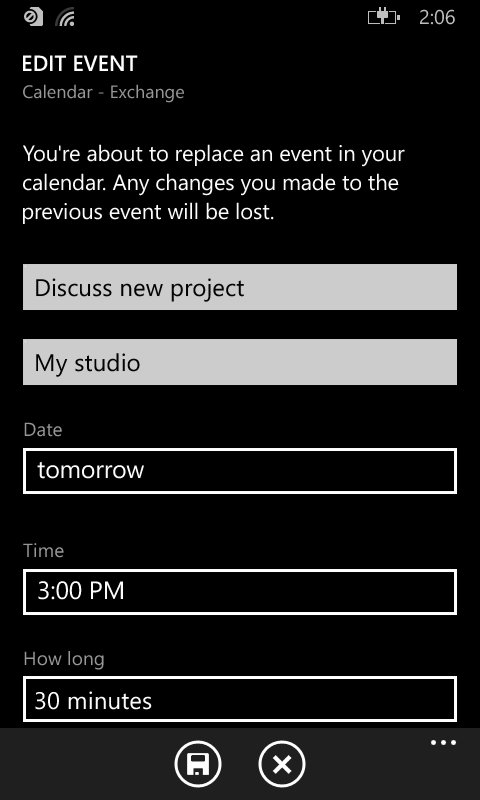 2:06
EDIT EVENT
Calendar - Exchange
You're about to replace an event in your
calendar. Any changes you made to the
previous event will be lost.
Discuss new project
My studio
Date
tomorrow
Time
3:00 PM
How long
30 minutes